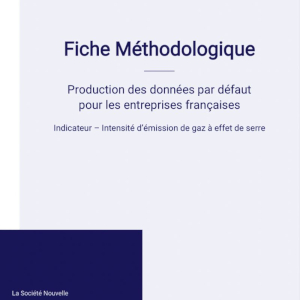 Fiche Méthodologique
Production des données par défaut
pour les entreprises françaises
Indicateur – Intensité d'émission de gaz à effet de serre
La Société Nouvelle